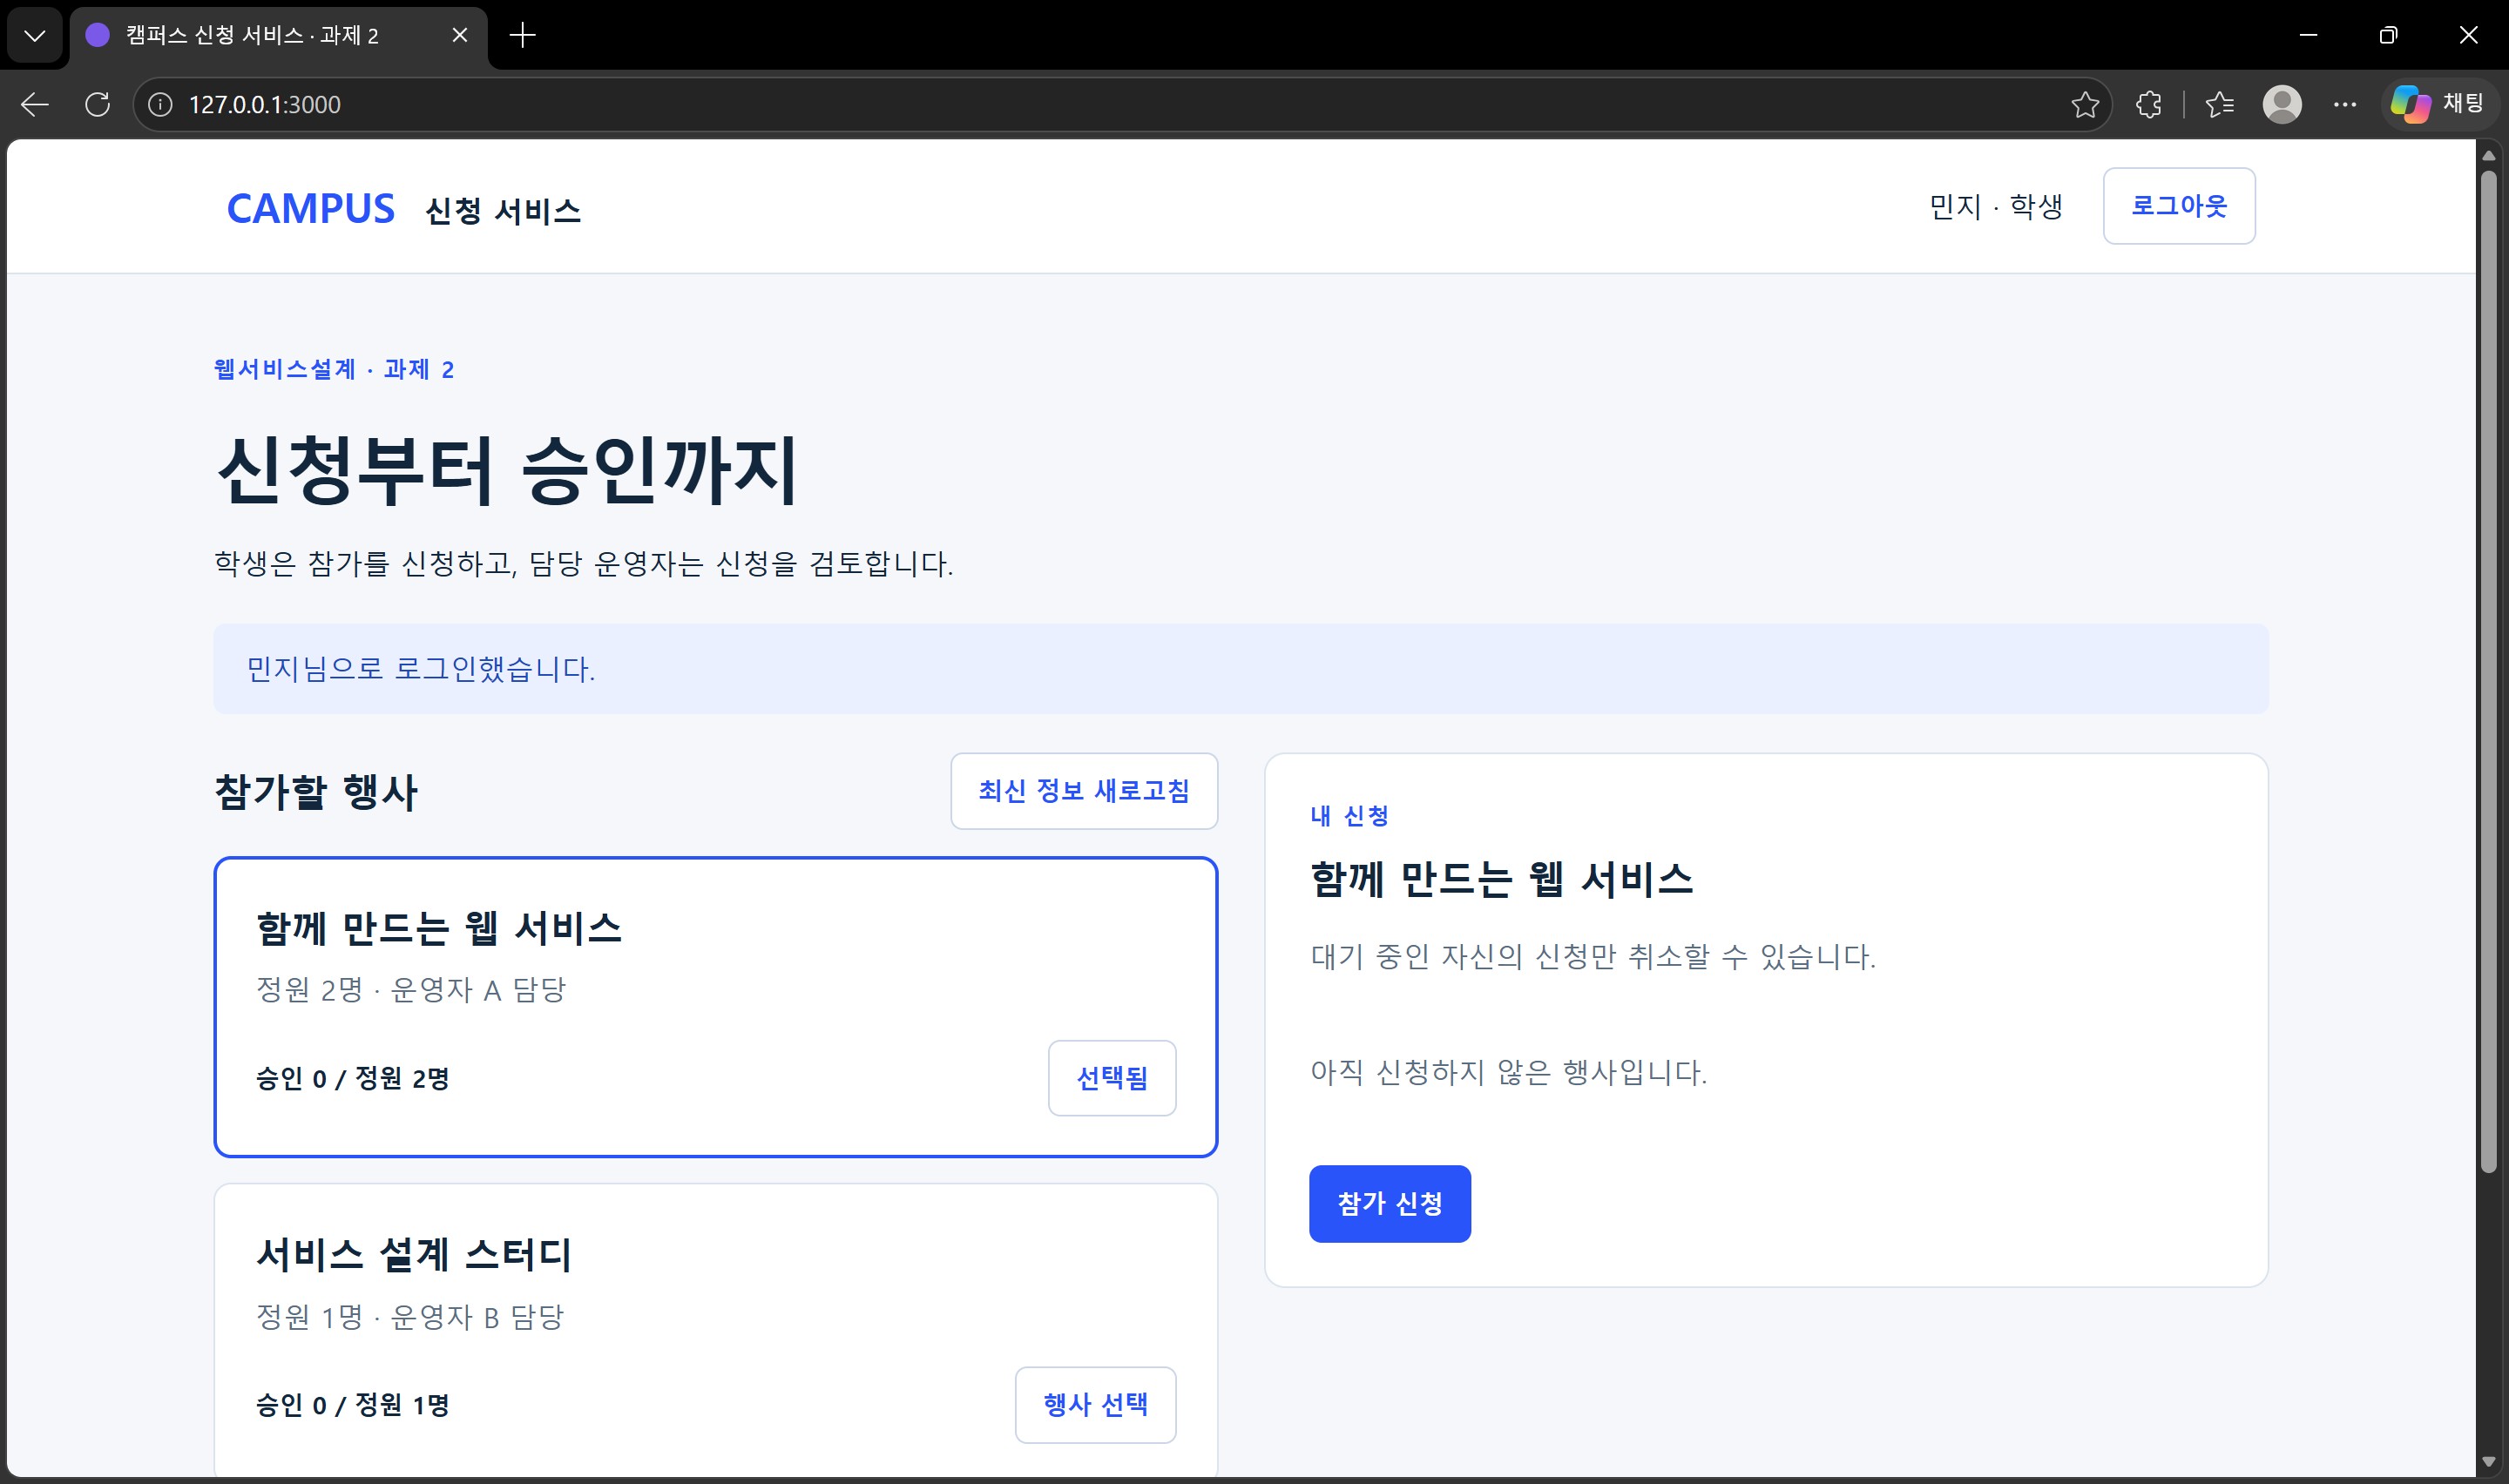 캠퍼스 신청 서비스 · 과제 2
127.0.0.1:3000
채팅
CAMPUS 신청 서비스
민지 · 학생
로그아웃
웹서비스설계 · 과제 2
신청부터 승인까지
학생은 참가를 신청하고, 담당 운영자는 신청을 검토합니다.
민지님으로 로그인했습니다.
참가할 행사
최신 정보 새로고침
함께 만드는 웹 서비스
정원 2명 · 운영자 A 담당
승인 0 / 정원 2명
선택됨
서비스 설계 스터디
정원 1명 · 운영자 B 담당
승인 0 / 정원 1명
행사 선택
내 신청
함께 만드는 웹 서비스
대기 중인 자신의 신청만 취소할 수 있습니다.
아직 신청하지 않은 행사입니다.
참가 신청